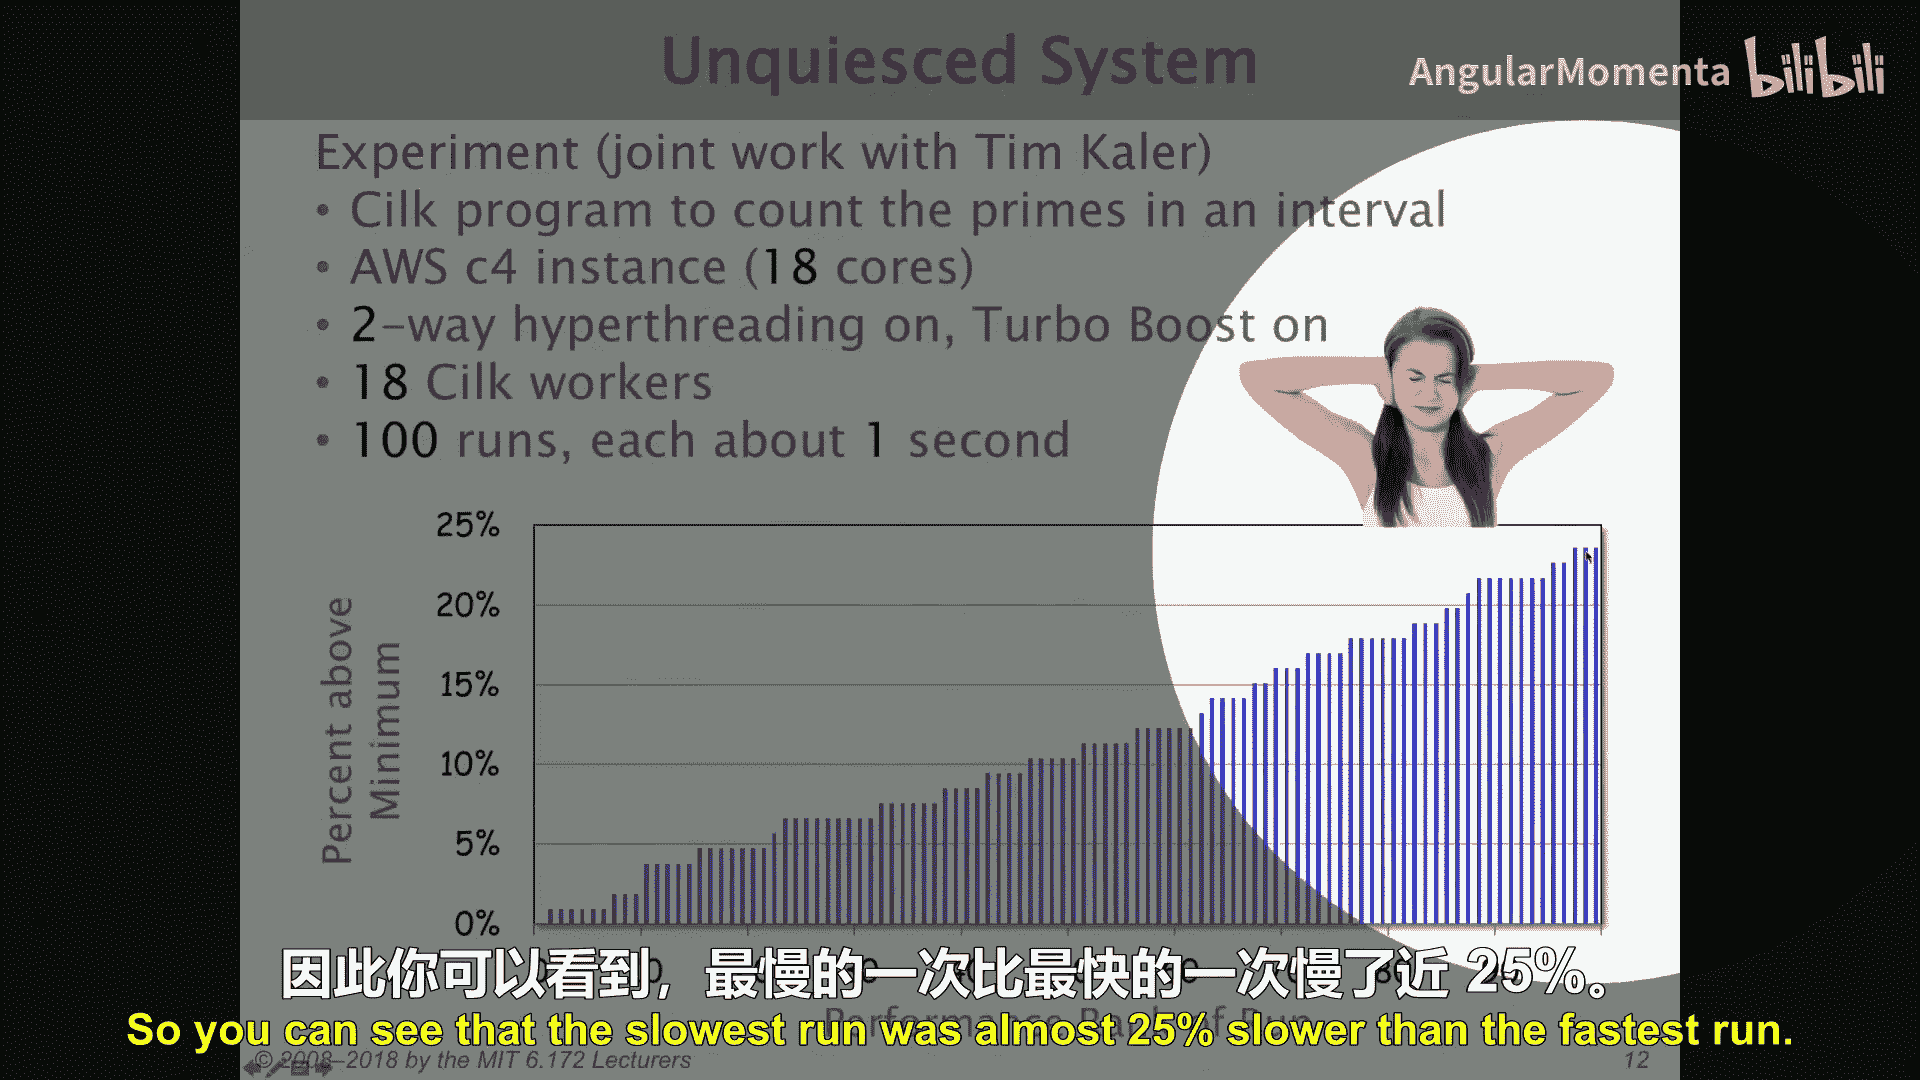 Unquiesced System
AngularMomenta bilibili
Experiment (joint work with Tim Kaler)
• Cilk program to count the primes in an interval
• AWS c4 instance (18 cores)
• 2-way hyperthreading on, Turbo Boost on
• 18 Cilk workers
• 100 runs, each about 1 second
Percent above
Minimum
25%
20%
15%
10%
5%
0%
因此你可以看到，最慢的一次比最快的一次慢了近 25%。
Performance Rank of Run
So you can see that the slowest run was almost 25% slower than the fastest run.
© 2008–2018 by the MIT 6.172 Lecturers
12